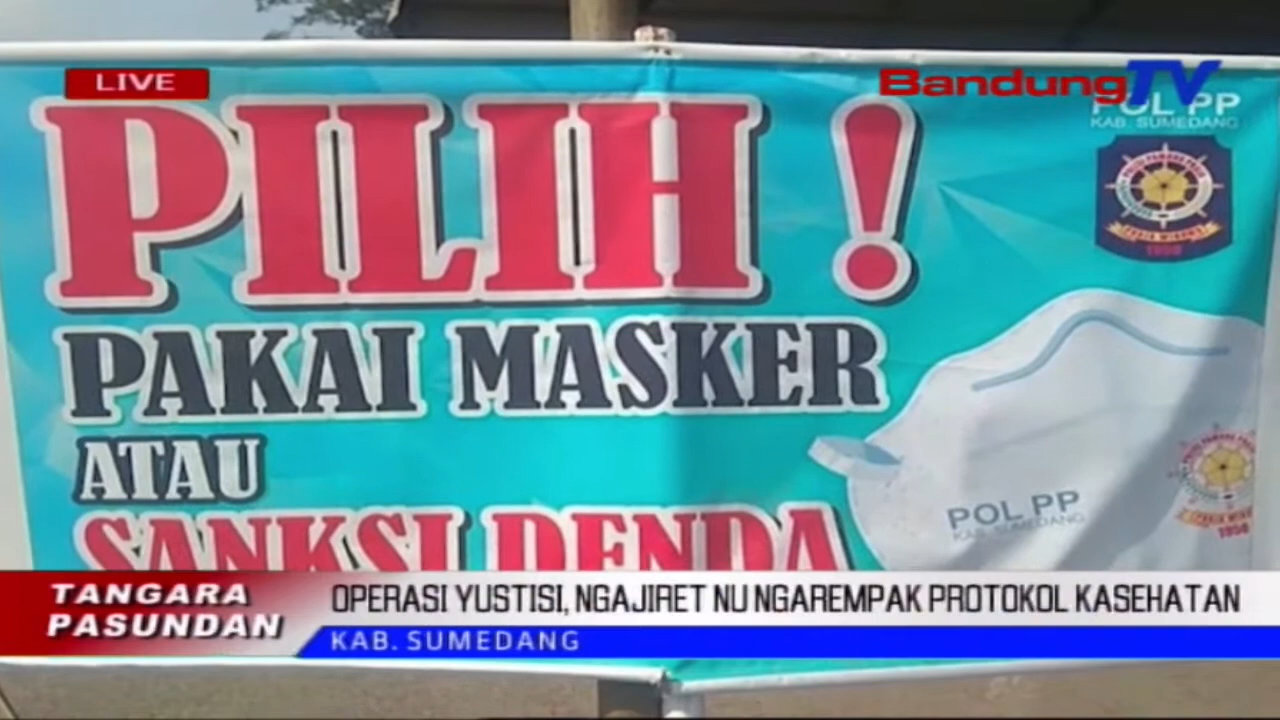 LIVE
BandungTV
POL PP
KAB. SUMEDANG
PILIH !
PAKAI MASKER
ATAU
SANKSI DENDA
POL PP
KAB. SUMEDANG
1950
TANGARA
PASUNDAN
OPERASI YUSTISI, NGAJIRET NU NGAREMPAK PROTOKOL KASEHATAN
KAB. SUMEDANG